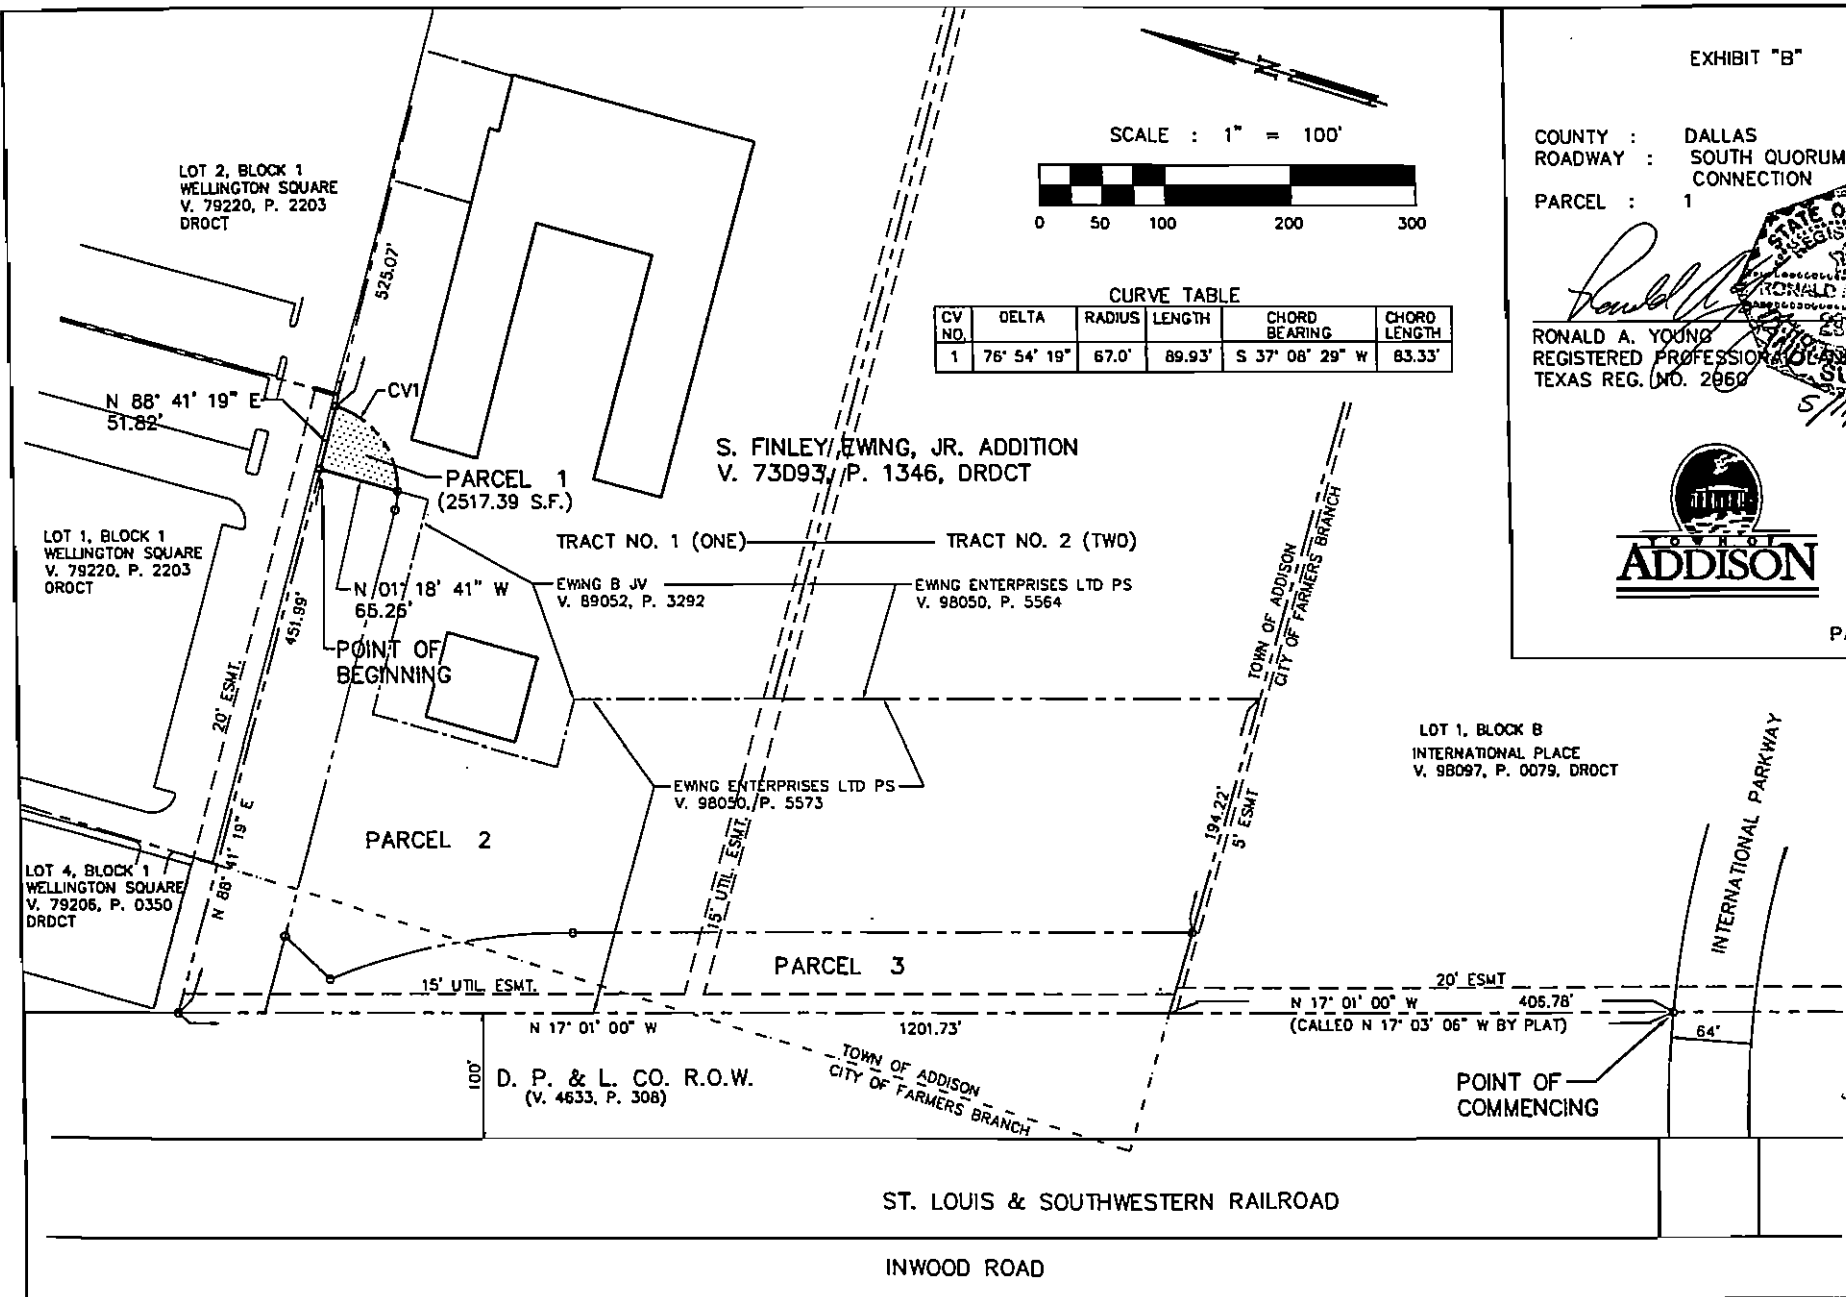 EXHIBIT "B"
COUNTY : DALLAS
ROADWAY : SOUTH QUORUM
CONNECTION
PARCEL : 1
STATE O
REGIS
RONALD
RONALD A. YOUNG
REGISTERED PROFESSIONAL
TEXAS REG. NO. 2960
TOWN OF
ADDISON
N
SCALE : 1" = 100'
0 50 100 200 300
CURVE TABLE
CV NO. DELTA RADIUS LENGTH CHORD BEARING CHORD LENGTH
1 76° 54' 19" 67.0' 89.93' S 37° 08' 29" W 83.33'
LOT 2, BLOCK 1
WELLINGTON SQUARE
V. 79220, P. 2203
DROCT
525.07'
N 88° 41' 19" E
51.82'
CV1
PARCEL 1
(2517.39 S.F.)
S. FINLEY EWING, JR. ADDITION
V. 73D93, P. 1346, DRDCT
TRACT NO. 1 (ONE)
TRACT NO. 2 (TWO)
LOT 1, BLOCK 1
WELLINGTON SQUARE
V. 79220, P. 2203
OROCT
N 01° 18' 41" W
65.26'
EWING B JV
V. 89052, P. 3292
EWING ENTERPRISES LTD PS
V. 98050, P. 5564
451.99'
POINT OF
BEGINNING
20' ESMT.
TOWN OF ADDISON
CITY OF FARMERS BRANCH
LOT 1, BLOCK B
INTERNATIONAL PLACE
V. 98097, P. 0079, DROCT
INTERNATIONAL PARKWAY
EWING ENTERPRISES LTD PS
V. 98050, P. 5573
194.22'
5' ESMT
PARCEL 2
15' UTIL. ESMT.
N 88° 41' 19" E
LOT 4, BLOCK 1
WELLINGTON SQUARE
V. 79206, P. 0350
DRDCT
PARCEL 3
15' UTIL. ESMT.
20' ESMT
N 17° 01' 00" W 1201.73'
N 17° 01' 00" W 405.78'
(CALLED N 17° 03' 06" W BY PLAT)
64'
100'
D. P. & L. CO. R.O.W.
(V. 4633, P. 308)
TOWN OF ADDISON
CITY OF FARMERS BRANCH
POINT OF
COMMENCING
ST. LOUIS & SOUTHWESTERN RAILROAD
INWOOD ROAD